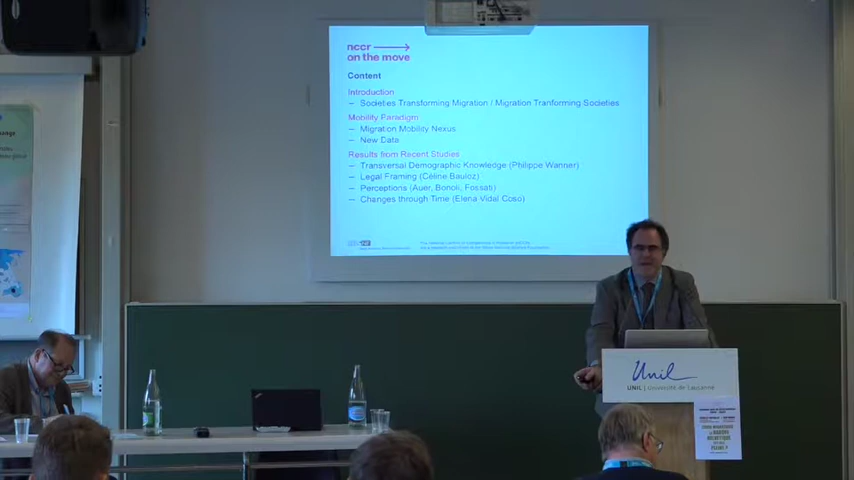 nccr
on the move
Content
Introduction
– Societies Transforming Migration / Migration Tranforming Societies
Mobility Paradigm
– Migration Mobility Nexus
– New Data
Results from Recent Studies
– Transversal Demographic Knowledge (Philippe Wanner)
– Legal Framing (Céline Bauloz)
– Perceptions (Auer, Bonoli, Fossati)
– Changes through Time (Elena Vidal Coso)
Unil
UNIL | Université de Lausanne